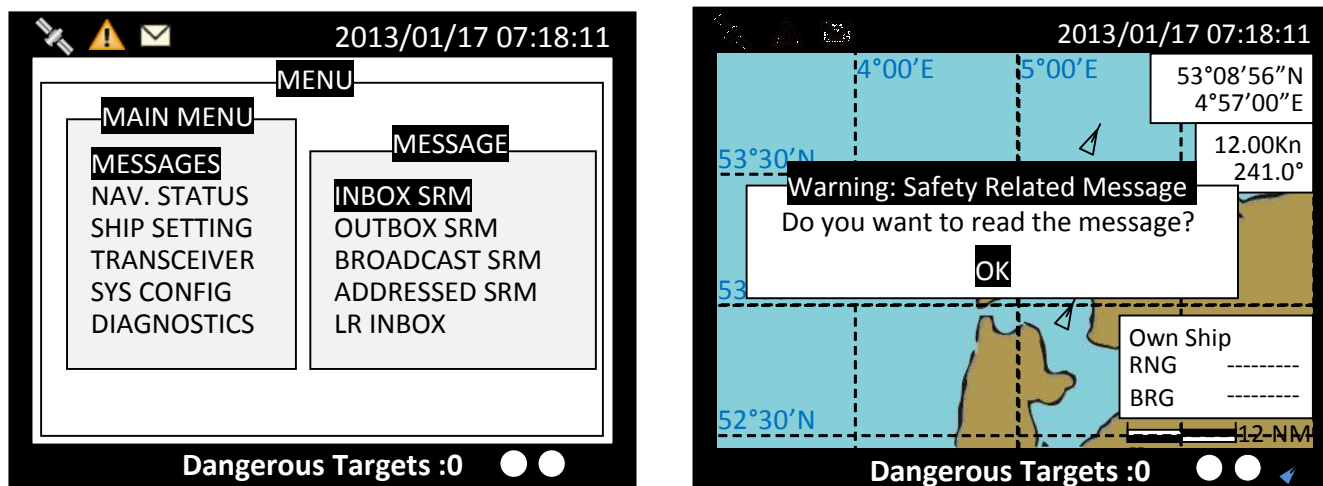 2013/01/17 07:18:11
MENU
MAIN MENU
MESSAGES
NAV. STATUS
SHIP SETTING
TRANSCEIVER
SYS CONFIG
DIAGNOSTICS
MESSAGE
INBOX SRM
OUTBOX SRM
BROADCAST SRM
ADDRESSED SRM
LR INBOX
Dangerous Targets :0
2013/01/17 07:18:11
4°00’E 5°00’E
53°08’56”N
4°57’00”E
12.00Kn
241.0°
53°30’N
Warning: Safety Related Message
Do you want to read the message?
OK
53
Own Ship
RNG ---------
BRG ---------
52°30’N
12 NM
Dangerous Targets :0